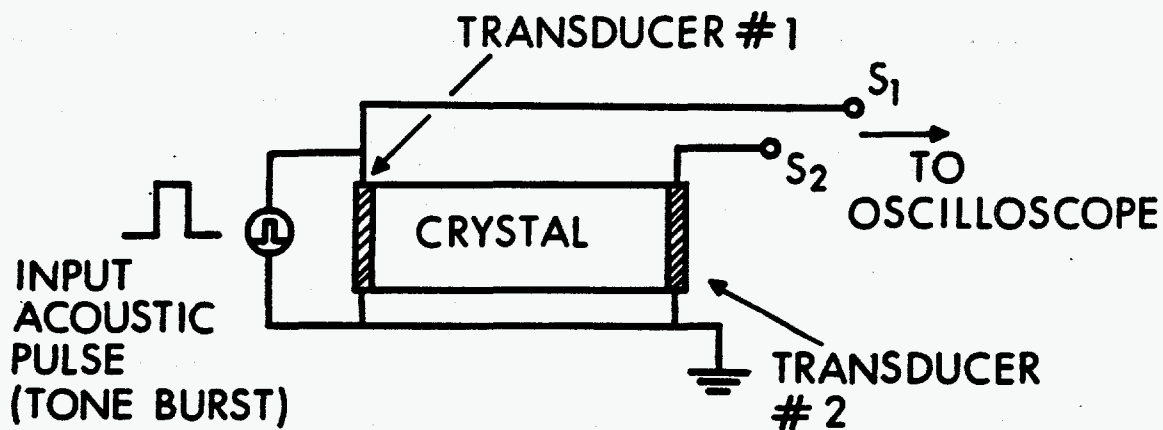 TRANSDUCER #1
S1
S2
TO
OSCILLOSCOPE
CRYSTAL
INPUT
ACOUSTIC
PULSE
(TONE BURST)
TRANSDUCER
#2